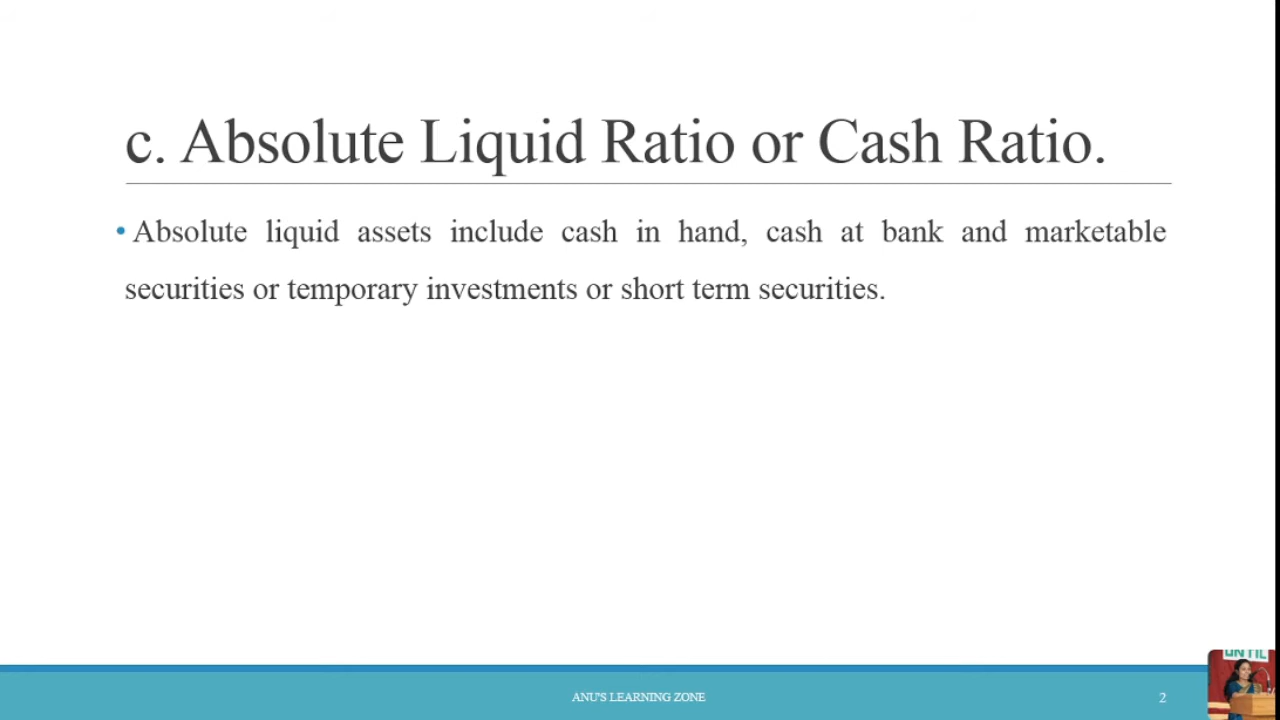 c. Absolute Liquid Ratio or Cash Ratio.
• Absolute liquid assets include cash in hand, cash at bank and marketable
securities or temporary investments or short term securities.
ANU'S LEARNING ZONE
2